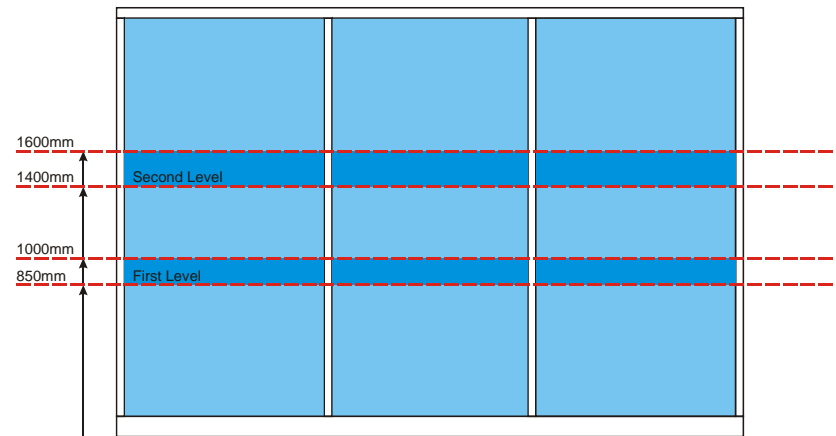 1600mm
1400mm
Second Level
1000mm
850mm
First Level